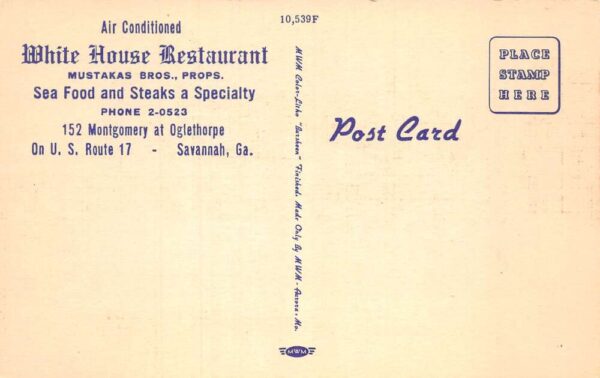 Air Conditioned
White House Restaurant
MUSTAKAS BROS., PROPS.
Sea Food and Steaks a Specialty
PHONE 2-0523
152 Montgomery at Oglethorpe
On U. S. Route 17 - Savannah, Ga.
10,539F
MWM Color-Litho "Lusheen" Finished. Made Only By MWM - Aurora, Mo.
MWM
Post Card
PLACE
STAMP
HERE